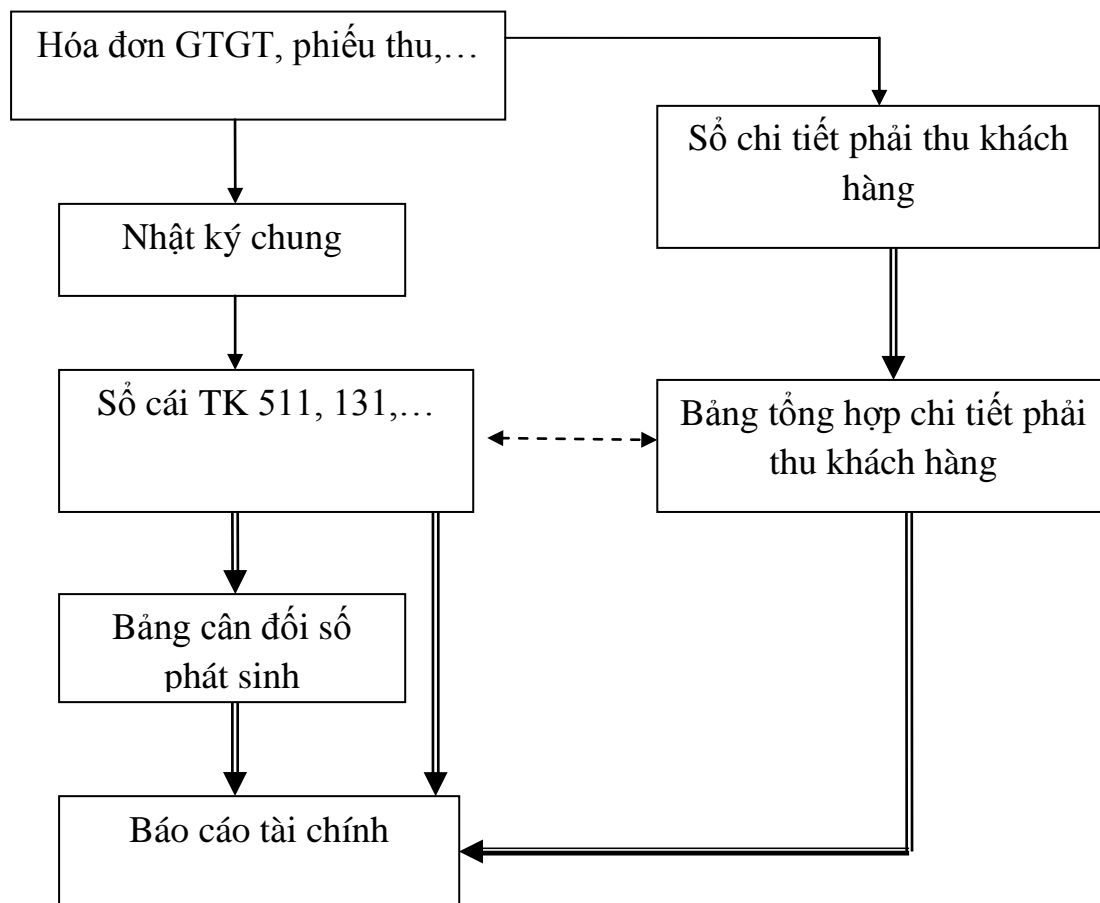 Hóa đơn GTGT, phiếu thu,…
Sổ chi tiết phải thu khách
hàng
Nhật ký chung
Sổ cái TK 511, 131,…
Bảng tổng hợp chi tiết phải
thu khách hàng
Bảng cân đối số
phát sinh
Báo cáo tài chính